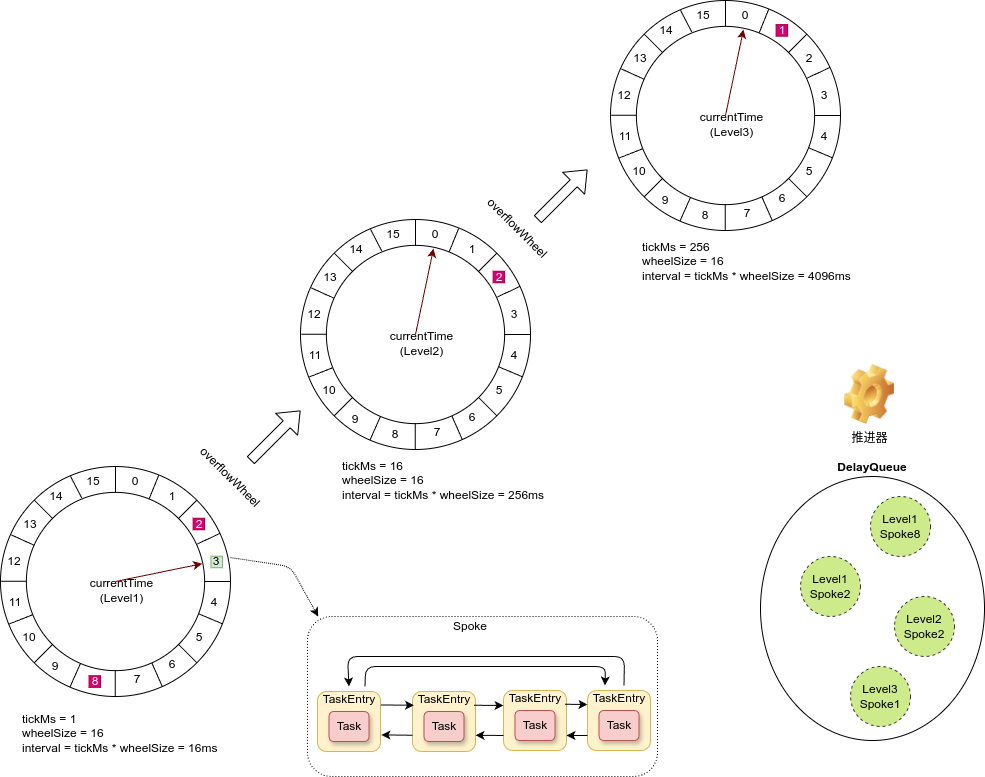 15
0
1
14
2
13
3
12
currentTime
(Level3)
11
4
10
5
9
6
8
7
tickMs = 256
wheelSize = 16
interval = tickMs * wheelSize = 4096ms
overflowWheel
15
0
14
1
13
2
12
3
currentTime
(Level2)
11
4
10
5
9
6
8
7
tickMs = 16
wheelSize = 16
interval = tickMs * wheelSize = 256ms
overflowWheel
15
0
14
1
13
2
12
3
currentTime
(Level1)
11
4
10
5
9
6
8
7
tickMs = 1
wheelSize = 16
interval = tickMs * wheelSize = 16ms
Spoke
TaskEntry
Task
TaskEntry
Task
TaskEntry
Task
TaskEntry
Task
推进器
DelayQueue
Level1
Spoke8
Level1
Spoke2
Level2
Spoke2
Level3
Spoke1